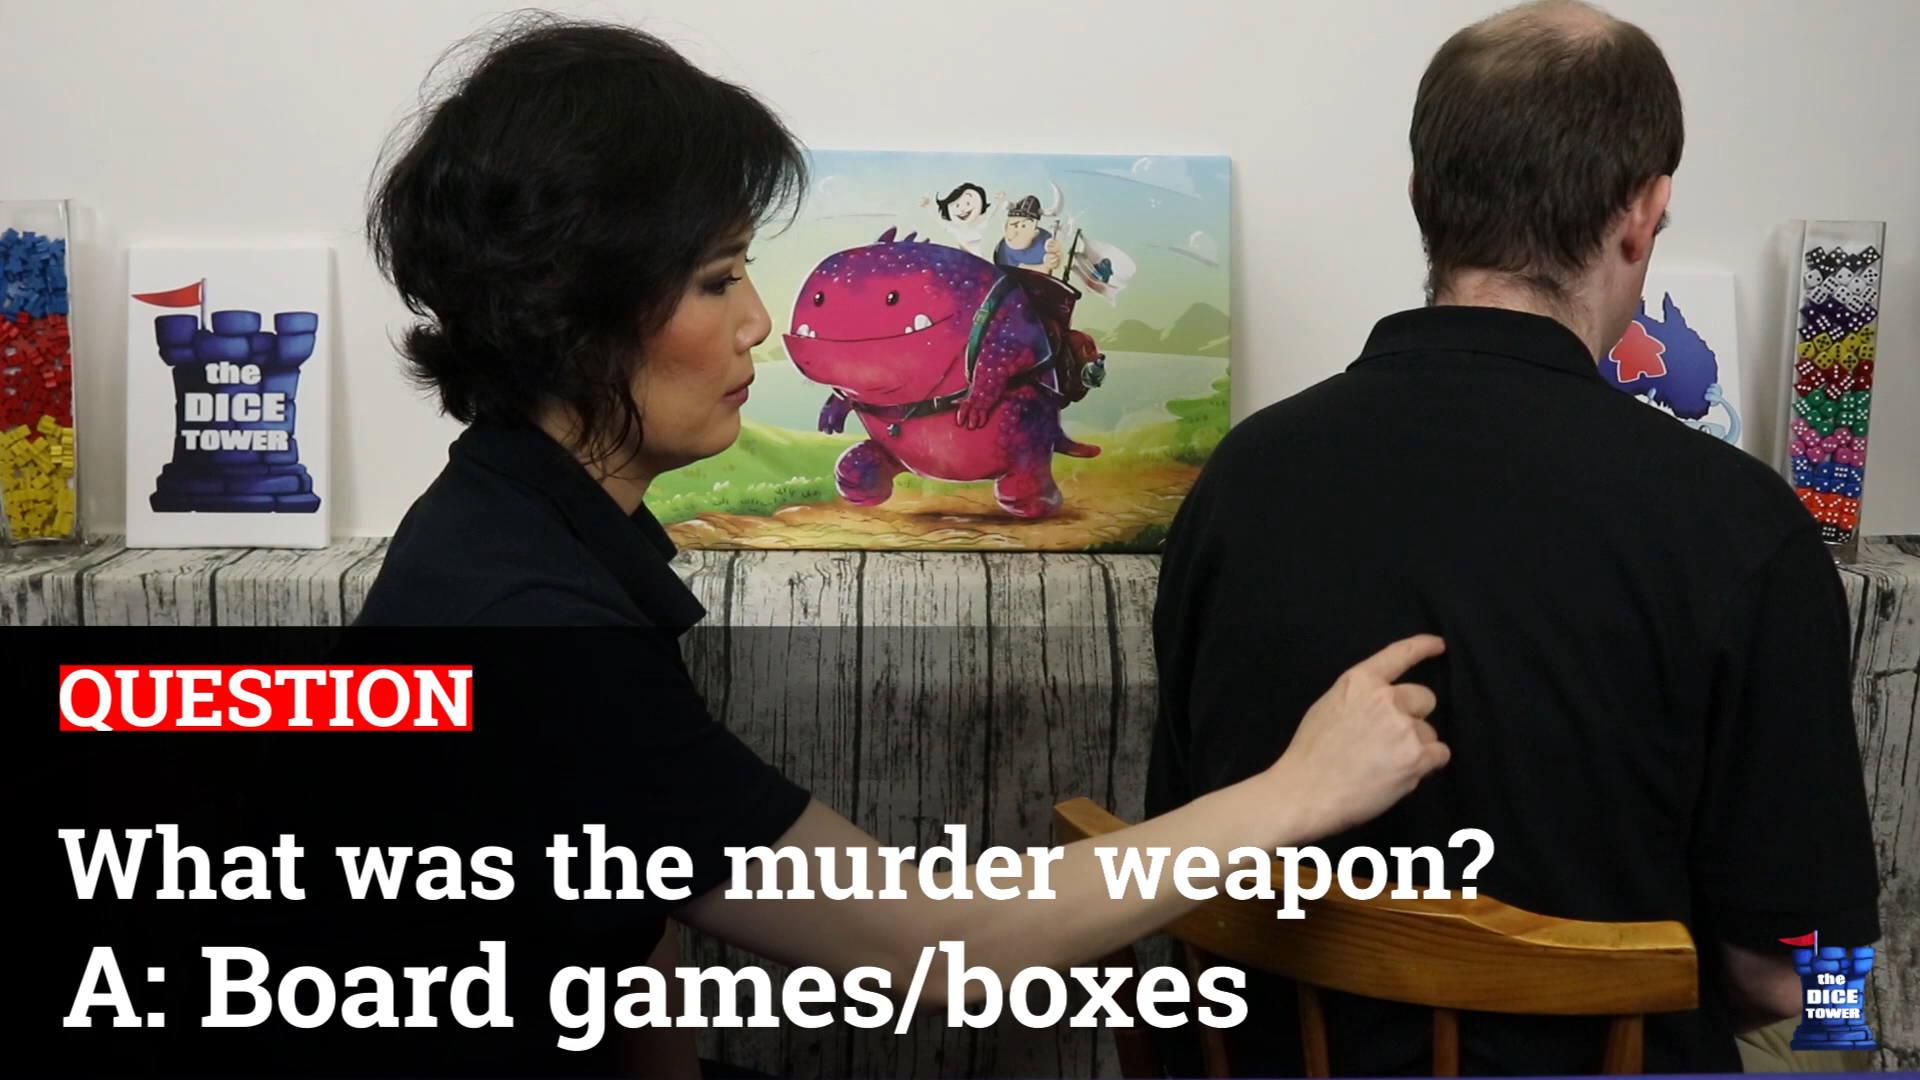 the
DICE
TOWER
QUESTION
What was the murder weapon?
A: Board games/boxes
the
DICE
TOWER